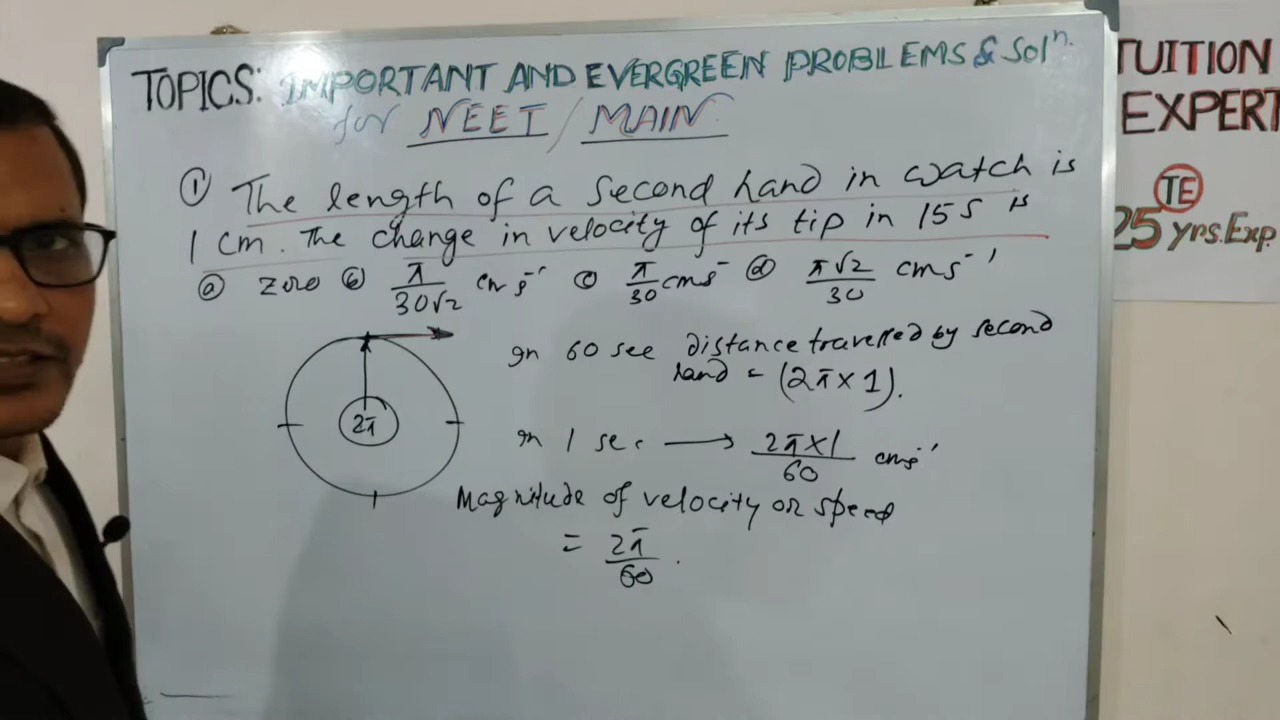 TOPICS: IMPORTANT AND EVERGREEN PROBLEMS & Solⁿ.
for NEET / MAIN
① The length of a second hand in watch is
1 cm. The change in velocity of its tip in 15 s is
ⓐ zero ⓑ π/30√2 cm s⁻¹ ⓒ π/30 cms⁻ ⓓ π√2/30 cms⁻¹
In 60 sec distance travelled by second
hand = (2π×1).
2π
In 1 sec → 2π×1/60 cms⁻¹
Magnitude of velocity or speed
= 2π/60.
TUITION
EXPERT
TE
25 yrs.Exp.